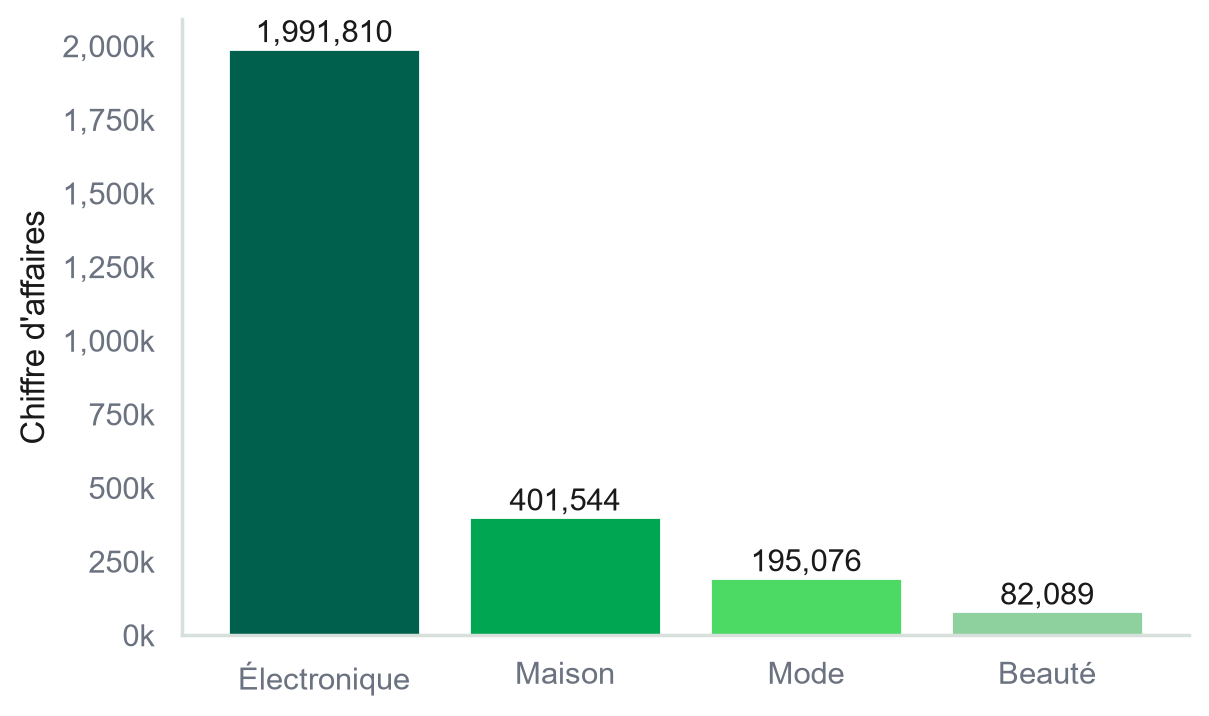 Chiffre d'affaires
2,000k
1,750k
1,500k
1,250k
1,000k
750k
500k
250k
0k
1,991,810
401,544
195,076
82,089
Électronique
Maison
Mode
Beauté